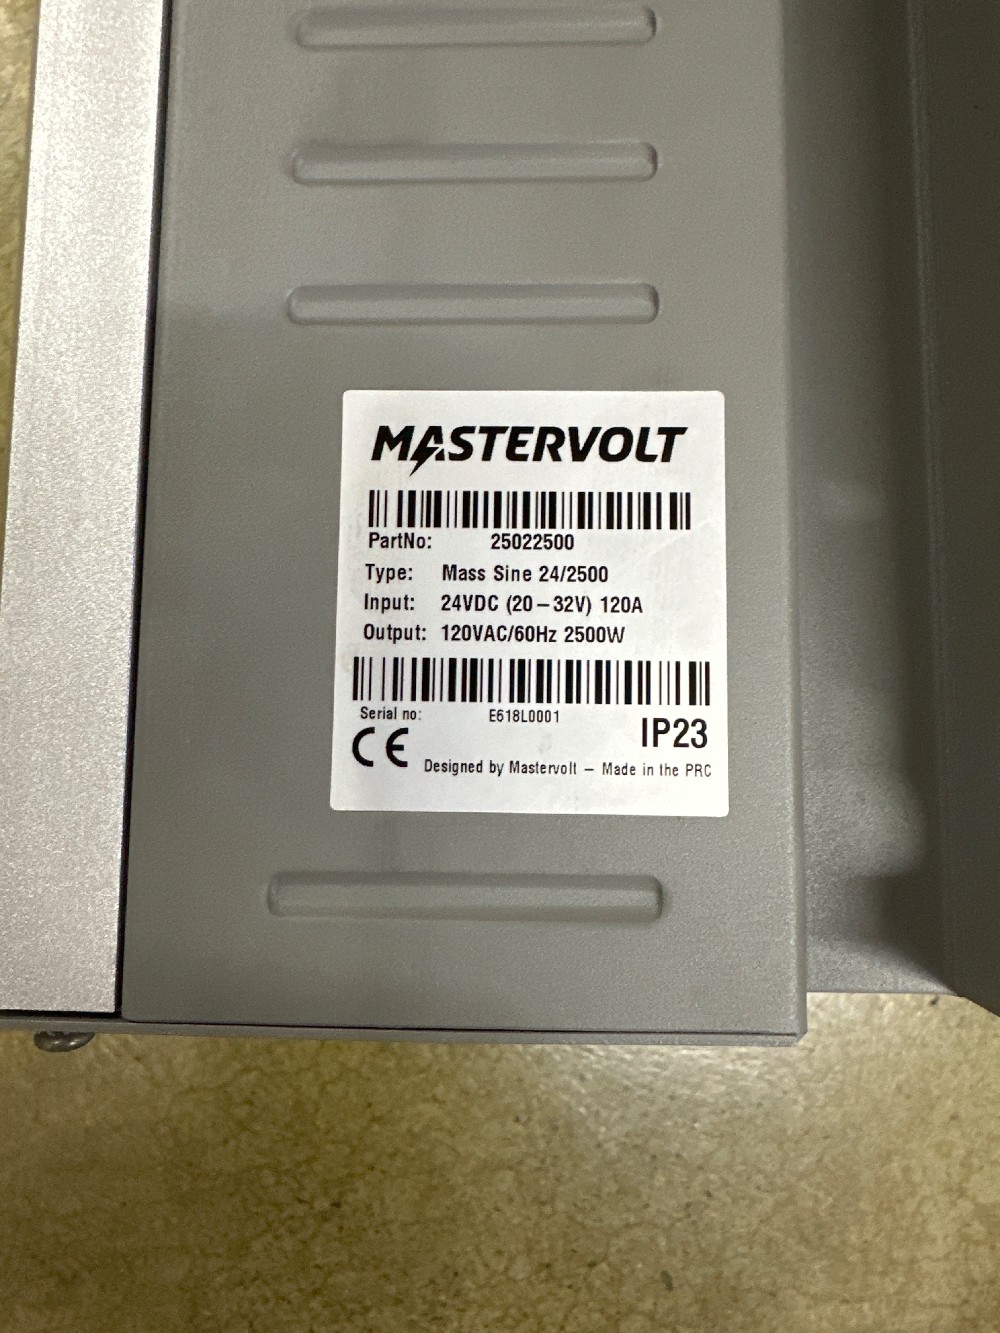 MASTERVOLT
PartNo: 25022500
Type: Mass Sine 24/2500
Input: 24VDC (20–32V) 120A
Output: 120VAC/60Hz 2500W
Serial no: E618L0001
IP23
CE
Designed by Mastervolt – Made in the PRC